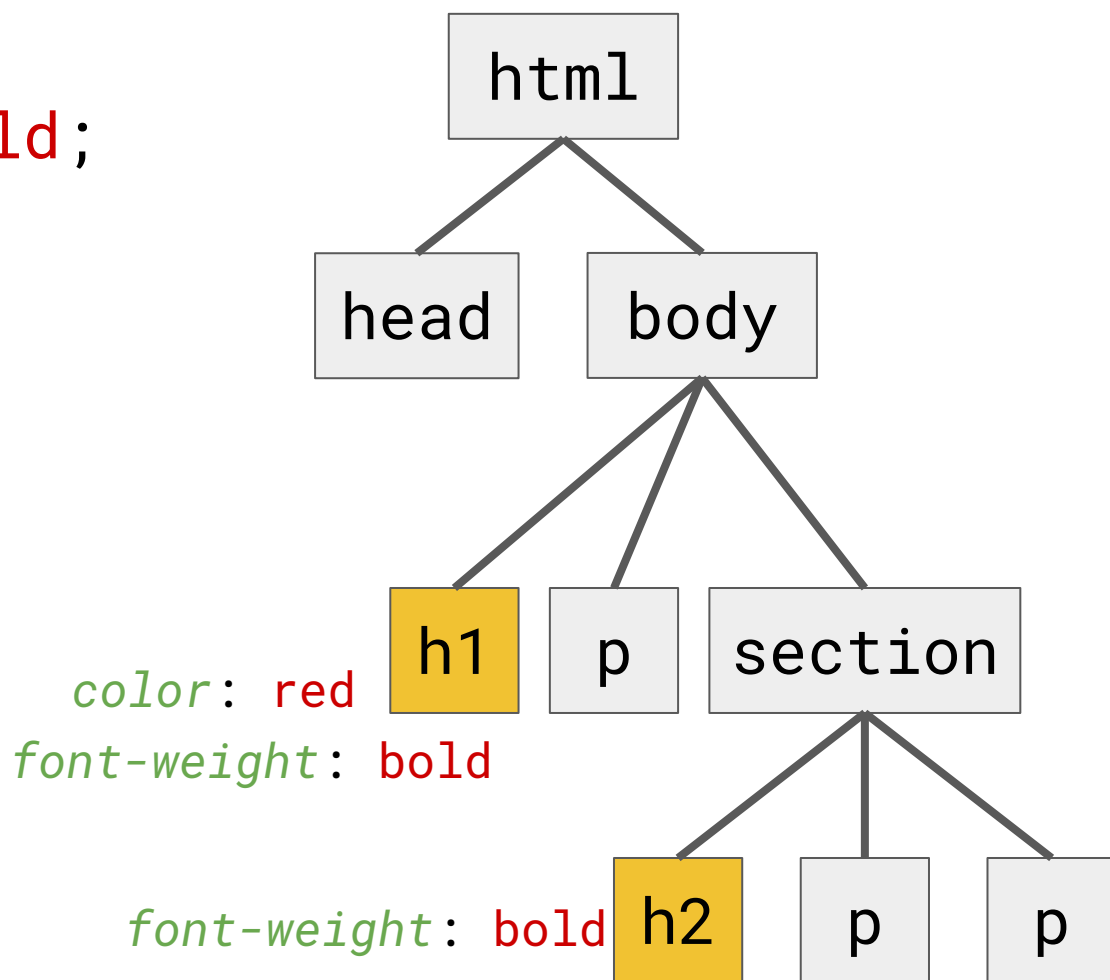 html
ld;
head body
h1 p section
color: red
font-weight: bold
font-weight: bold h2 p p